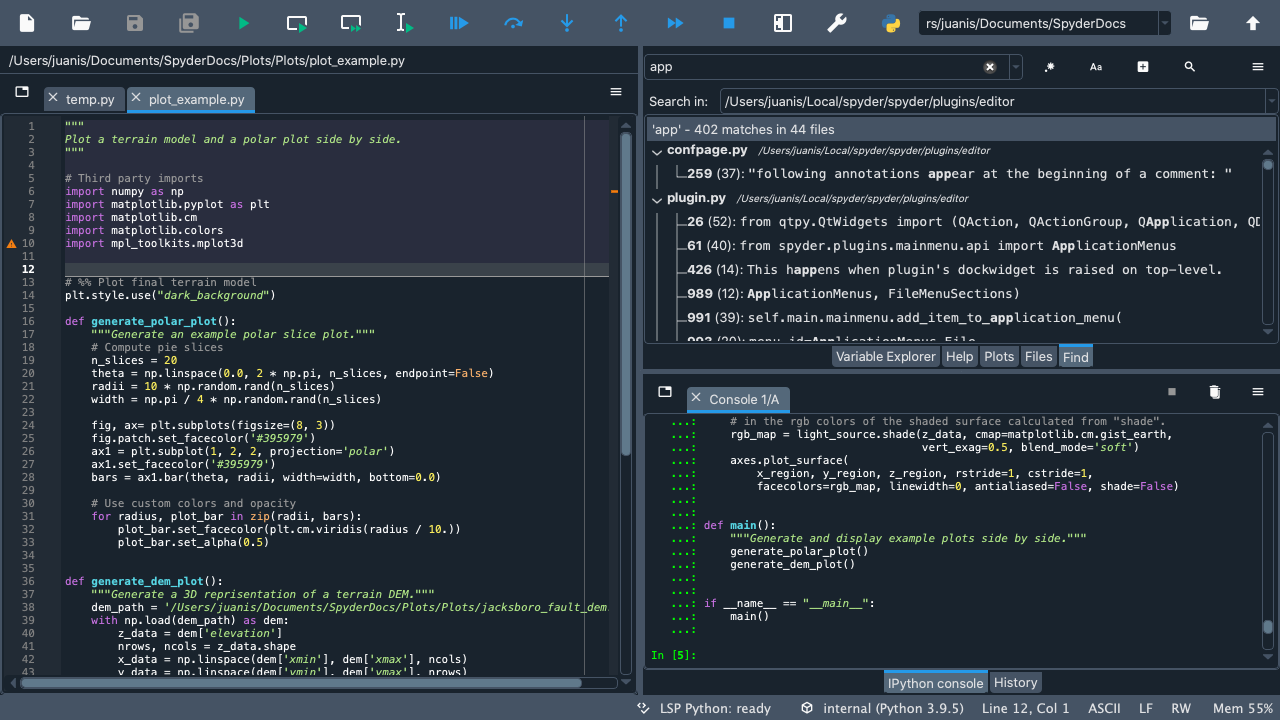 rs/juanis/Documents/SpyderDocs
/Users/juanis/Documents/SpyderDocs/Plots/Plots/plot_example.py
temp.py
plot_example.py
1 """
2 Plot a terrain model and a polar plot side by side.
3 """
4
5 # Third party imports
6 import numpy as np
7 import matplotlib.pyplot as plt
8 import matplotlib.cm
9 import matplotlib.colors
10 import mpl_toolkits.mplot3d
11
12
13 # %% Plot final terrain model
14 plt.style.use("dark_background")
15
16 def generate_polar_plot():
17 """Generate an example polar slice plot."""
18 # Compute pie slices
19 n_slices = 20
20 theta = np.linspace(0.0, 2 * np.pi, n_slices, endpoint=False)
21 radii = 10 * np.random.rand(n_slices)
22 width = np.pi / 4 * np.random.rand(n_slices)
23
24 fig, ax= plt.subplots(figsize=(8, 3))
25 fig.patch.set_facecolor('#395979')
26 ax1 = plt.subplot(1, 2, 2, projection='polar')
27 ax1.set_facecolor('#395979')
28 bars = ax1.bar(theta, radii, width=width, bottom=0.0)
29
30 # Use custom colors and opacity
31 for radius, plot_bar in zip(radii, bars):
32 plot_bar.set_facecolor(plt.cm.viridis(radius / 10.))
33 plot_bar.set_alpha(0.5)
34
35
36 def generate_dem_plot():
37 """Generate a 3D reprisentation of a terrain DEM."""
38 dem_path = '/Users/juanis/Documents/SpyderDocs/Plots/Plots/jacksboro_fault_dem.
39 with np.load(dem_path) as dem:
40 z_data = dem['elevation']
41 nrows, ncols = z_data.shape
42 x_data = np.linspace(dem['xmin'], dem['xmax'], ncols)
43 y_data = np.linspace(dem['ymin'], dem['ymax'], nrows)
app
Aa
Search in: /Users/juanis/Local/spyder/spyder/plugins/editor
'app' - 402 matches in 44 files
confpage.py /Users/juanis/Local/spyder/spyder/plugins/editor
259 (37): "following annotations appear at the beginning of a comment: "
plugin.py /Users/juanis/Local/spyder/spyder/plugins/editor
26 (52): from qtpy.QtWidgets import (QAction, QActionGroup, QApplication, QD
61 (40): from spyder.plugins.mainmenu.api import ApplicationMenus
426 (14): This happens when plugin's dockwidget is raised on top-level.
989 (12): ApplicationMenus, FileMenuSections)
991 (39): self.main.mainmenu.add_item_to_application_menu(
993 (20): menu_id=ApplicationMenus.File
Variable Explorer Help Plots Files Find
Console 1/A
...: # in the rgb colors of the shaded surface calculated from "shade".
...: rgb_map = light_source.shade(z_data, cmap=matplotlib.cm.gist_earth,
...: vert_exag=0.5, blend_mode='soft')
...: axes.plot_surface(
...: x_region, y_region, z_region, rstride=1, cstride=1,
...: facecolors=rgb_map, linewidth=0, antialiased=False, shade=False)
...:
...:
...: def main():
...: """Generate and display example plots side by side."""
...: generate_polar_plot()
...: generate_dem_plot()
...:
...:
...: if __name__ == "__main__":
...: main()
...:
In [5]:
IPython console History
LSP Python: ready internal (Python 3.9.5) Line 12, Col 1 ASCII LF RW Mem 55%